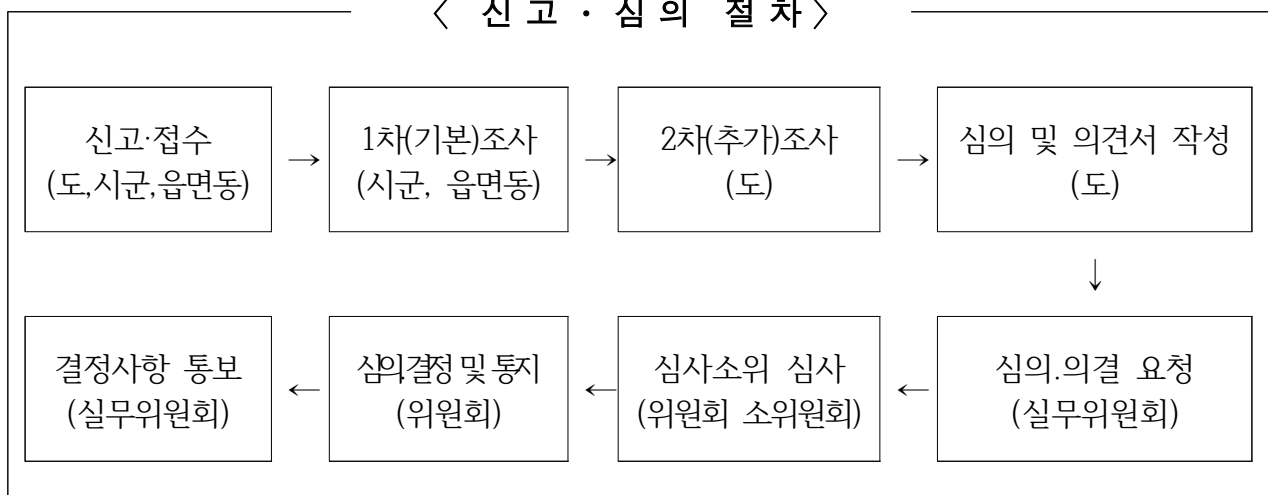 〈 신 고 · 심 의 절 차 〉
신고·접수
(도,시군,읍면동)
→
1차(기본)조사
(시군, 읍면동)
→
2차(추가)조사
(도)
→
심의 및 의견서 작성
(도)
↓
결정사항 통보
(실무위원회)
←
심의.결정 및 통지
(위원회)
←
심사소위 심사
(위원회 소위원회)
←
심의.의결 요청
(실무위원회)